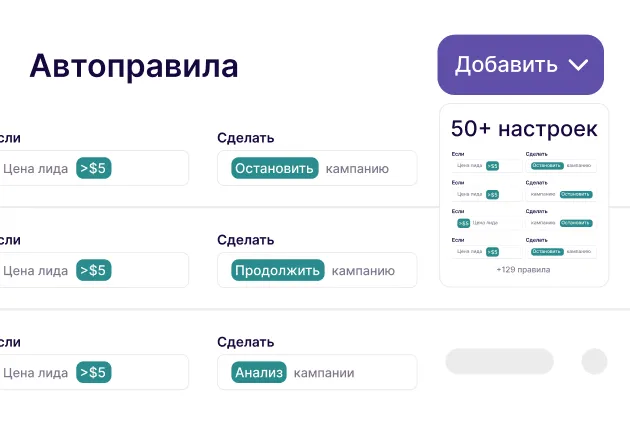 Автоправила
Добавить
50+ настроек
Если Сделать
Цена лида >$5 Остановить кампанию
Если Сделать
Цена лида >$5 кампанию Остановить
Если Сделать
>$5 Цена лида кампанию Остановить
Если Сделать
Цена лида >$5 Остановить кампанию
+129 правила
сли Сделать
Цена лида >$5 Остановить кампанию
сли Сделать
Цена лида >$5 Продолжить кампанию
сли Сделать
Цена лида >$5 Анализ кампании